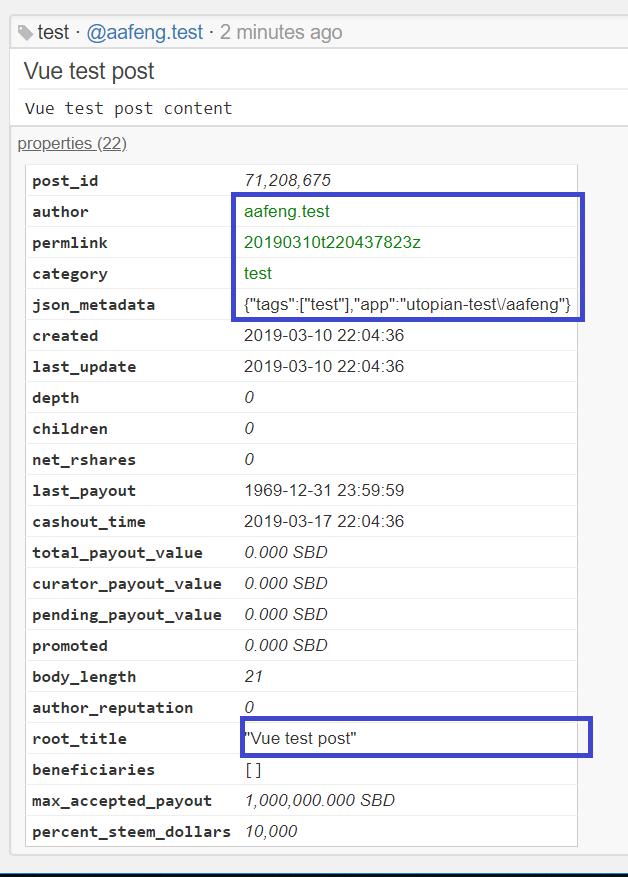 test · @aafeng.test · 2 minutes ago
Vue test post
Vue test post content
properties (22)
post_id 71,208,675
author aafeng.test
permlink 20190310t220437823z
category test
json_metadata {"tags":["test"],"app":"utopian-test\/aafeng"}
created 2019-03-10 22:04:36
last_update 2019-03-10 22:04:36
depth 0
children 0
net_rshares 0
last_payout 1969-12-31 23:59:59
cashout_time 2019-03-17 22:04:36
total_payout_value 0.000 SBD
curator_payout_value 0.000 SBD
pending_payout_value 0.000 SBD
promoted 0.000 SBD
body_length 21
author_reputation 0
root_title "Vue test post"
beneficiaries []
max_accepted_payout 1,000,000.000 SBD
percent_steem_dollars 10,000